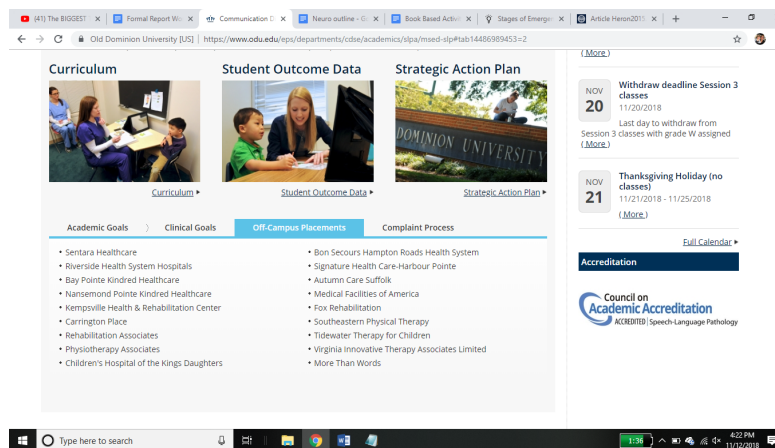 (41) The BIGGEST
Formal Report Wo
Communication D
Neuro outline - Go
Book Based Activi
Stages of Emergen
Article Heron2015
Old Dominion University [US] | https://www.odu.edu/eps/departments/cdse/academics/slpa/msed-slp#tab14486989453=2
Curriculum
Student Outcome Data
Strategic Action Plan
DOMINION UNIVERSITY
Curriculum
Student Outcome Data
Strategic Action Plan
Academic Goals
Clinical Goals
Off-Campus Placements
Complaint Process
• Sentara Healthcare
• Riverside Health System Hospitals
• Bay Pointe Kindred Healthcare
• Nansemond Pointe Kindred Healthcare
• Kempsville Health & Rehabilitation Center
• Carrington Place
• Rehabilitation Associates
• Physiotherapy Associates
• Children's Hospital of the Kings Daughters
• Bon Secours Hampton Roads Health System
• Signature Health Care-Harbour Pointe
• Autumn Care Suffolk
• Medical Facilities of America
• Fox Rehabilitation
• Southeastern Physical Therapy
• Tidewater Therapy for Children
• Virginia Innovative Therapy Associates Limited
• More Than Words
( More )
NOV
20
Withdraw deadline Session 3
classes
11/20/2018
Last day to withdraw from
Session 3 classes with grade W assigned
( More )
NOV
21
Thanksgiving Holiday (no
classes)
11/21/2018 - 11/25/2018
( More )
Full Calendar
Accreditation
Council on
Academic Accreditation
ACCREDITED | Speech-Language Pathology
Type here to search
1:36
4:22 PM
11/12/2018